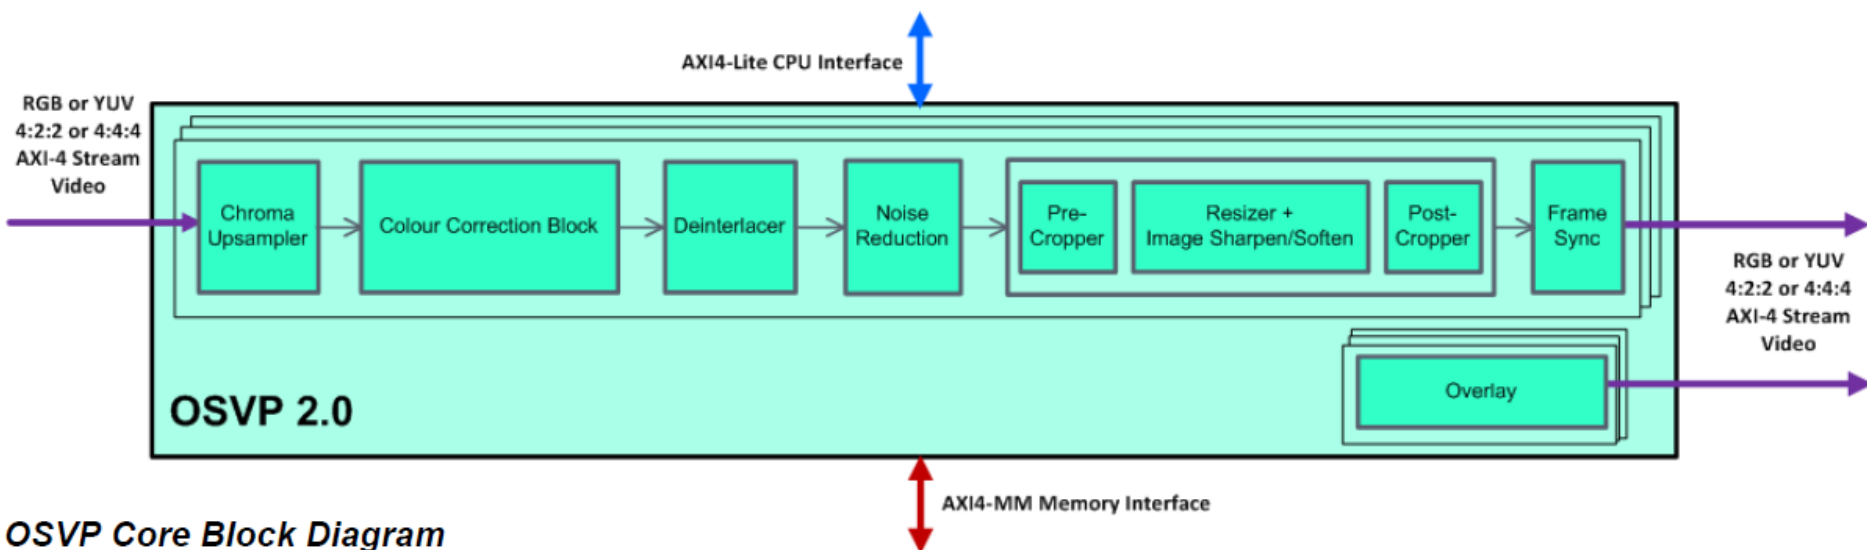 AXI4-Lite CPU Interface
RGB or YUV
4:2:2 or 4:4:4
AXI-4 Stream
Video
Chroma
Upsampler
Colour Correction Block
Deinterlacer
Noise
Reduction
Pre-
Cropper
Resizer +
Image Sharpen/Soften
Post-
Cropper
Frame
Sync
RGB or YUV
4:2:2 or 4:4:4
AXI-4 Stream
Video
Overlay
OSVP 2.0
AXI4-MM Memory Interface
OSVP Core Block Diagram